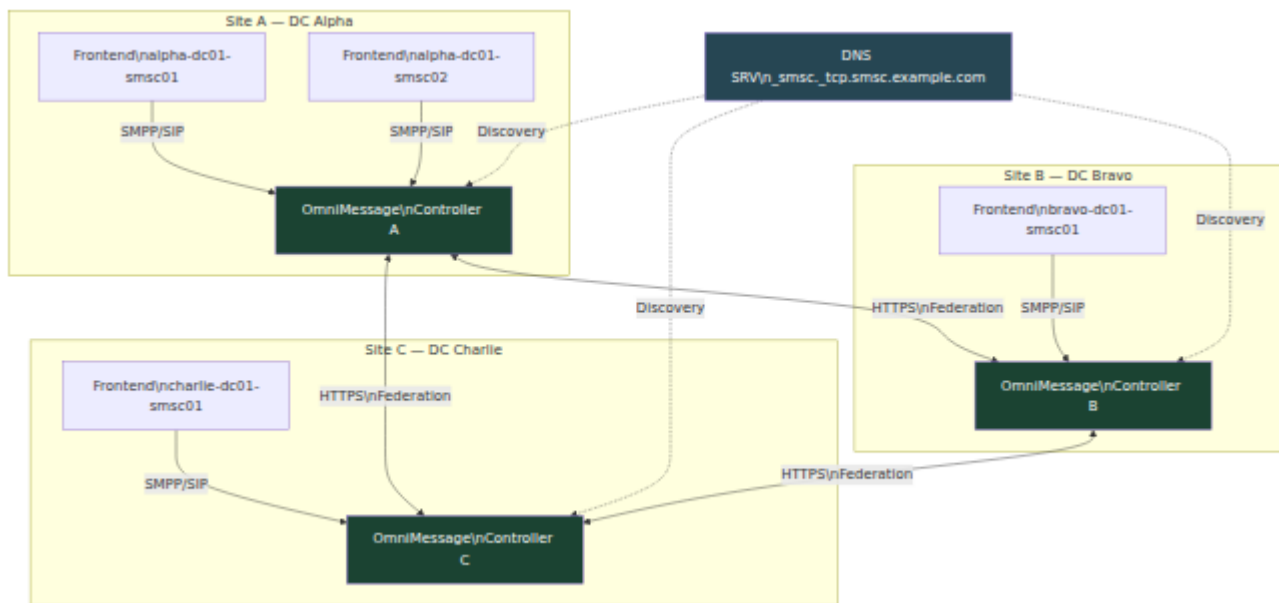 Site A — DC Alpha
Frontend\nalpha-dc01-
smsc01
Frontend\nalpha-dc01-
smsc02
DNS
SRV\n_smsc._tcp.smsc.example.com
SMPP/SIP
SMPP/SIP
Discovery
OmniMessage\nController
A
Site B — DC Bravo
Frontend\nbravo-dc01-
smsc01
Discovery
Discovery
HTTPS\nFederation
SMPP/SIP
OmniMessage\nController
B
Site C — DC Charlie
Frontend\ncharlie-dc01-
smsc01
HTTPS\nFederation
SMPP/SIP
HTTPS\nFederation
OmniMessage\nController
C